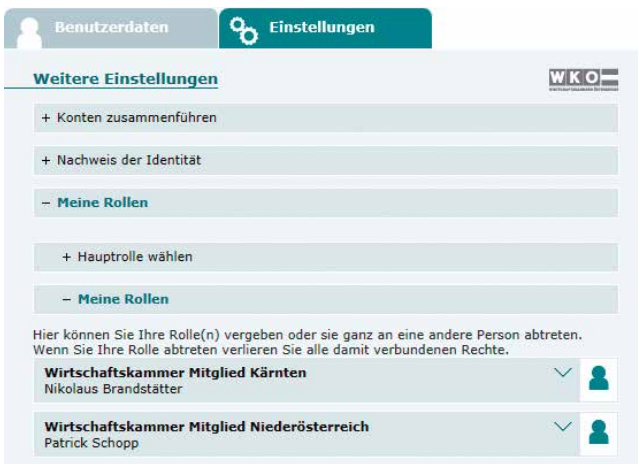 Benutzerdaten
Einstellungen
Weitere Einstellungen
WKO
+ Konten zusammenführen
+ Nachweis der Identität
– Meine Rollen
+ Hauptrolle wählen
– Meine Rollen
Hier können Sie Ihre Rolle(n) vergeben oder sie ganz an eine andere Person abtreten.
Wenn Sie Ihre Rolle abtreten verlieren Sie alle damit verbundenen Rechte.
Wirtschaftskammer Mitglied Kärnten
Nikolaus Brandstätter
Wirtschaftskammer Mitglied Niederösterreich
Patrick Schopp